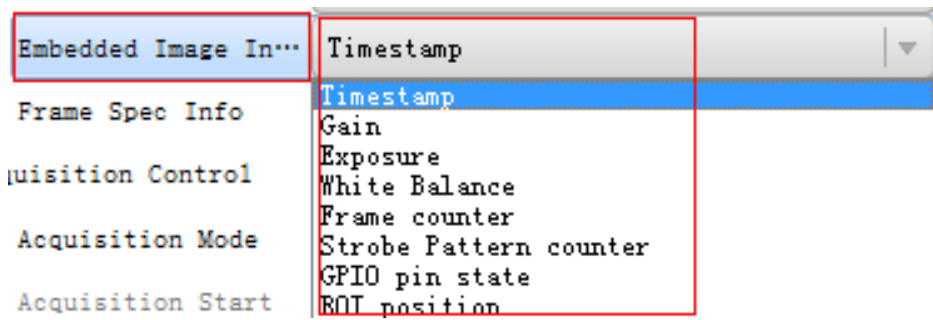 Embedded Image In…
Timestamp
Timestamp
Frame Spec Info
Gain
Exposure
uisition Control
White Balance
Frame counter
Acquisition Mode
Strobe Pattern counter
GPIO pin state
Acquisition Start
ROI position